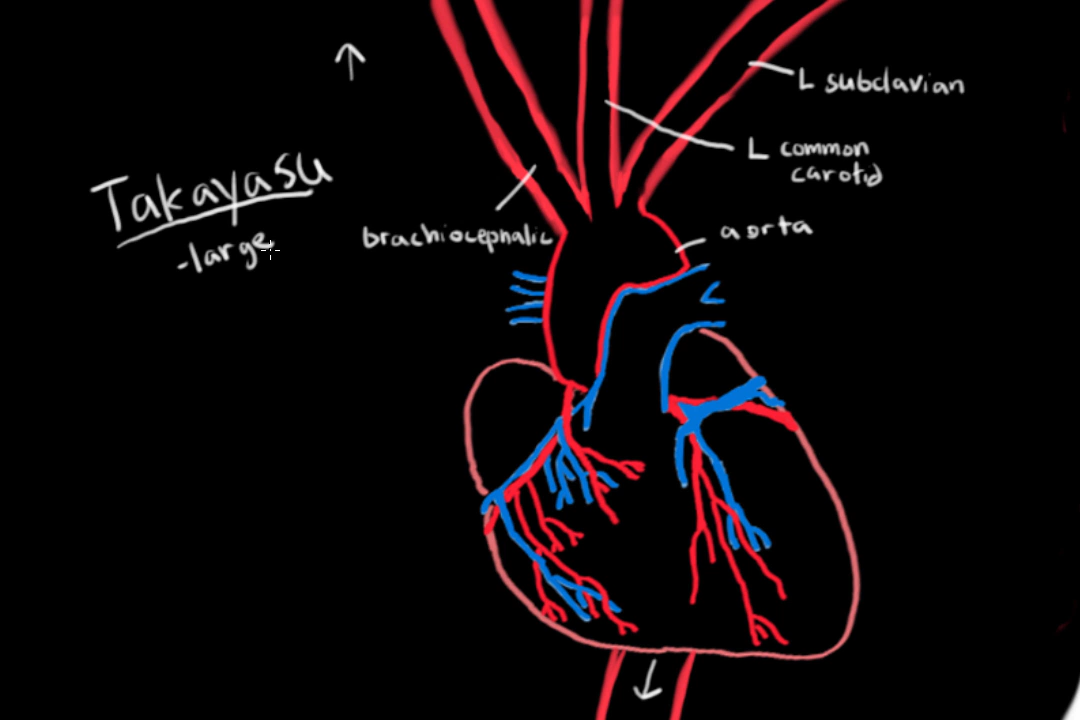 L subclavian
L common
carotid
Takayasu
-large
brachiocephalic
aorta